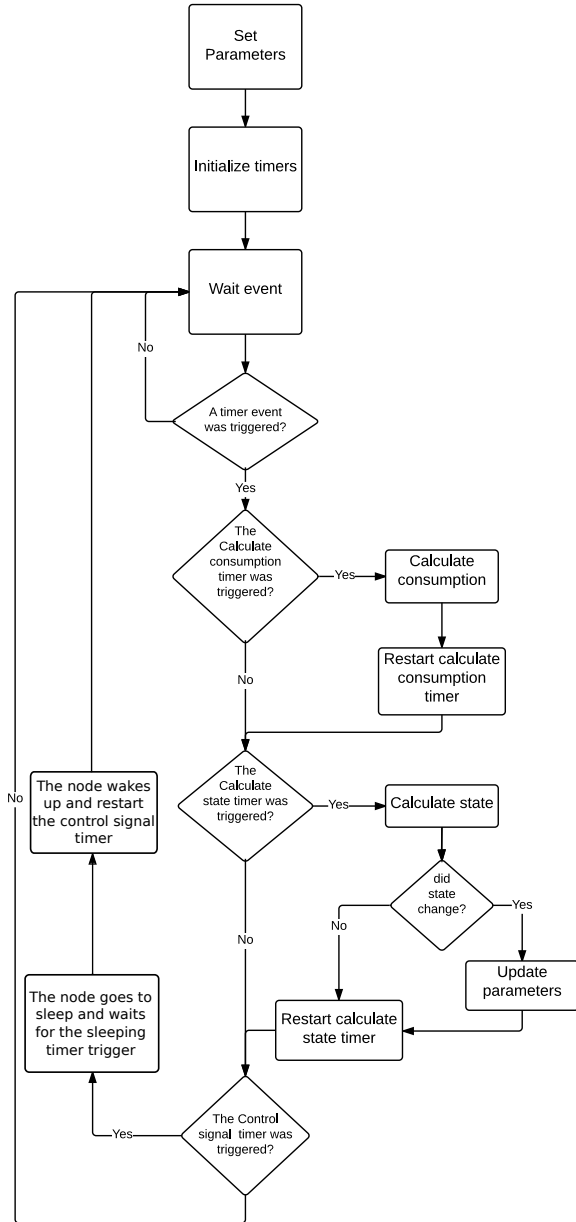 Set
Parameters
Initialize timers
Wait event
No
A timer event
was triggered?
Yes
The
Calculate
consumption
timer was
triggered?
Yes
Calculate
consumption
Restart calculate
consumption
timer
No
The
Calculate
state timer was
triggered?
Yes
Calculate state
The node wakes
up and restart
the control signal
timer
No
did
state
change?
Yes
No
No
Update
parameters
The node goes to
sleep and waits
for the sleeping
timer trigger
Restart calculate
state timer
The Control
signal timer was
triggered?
Yes